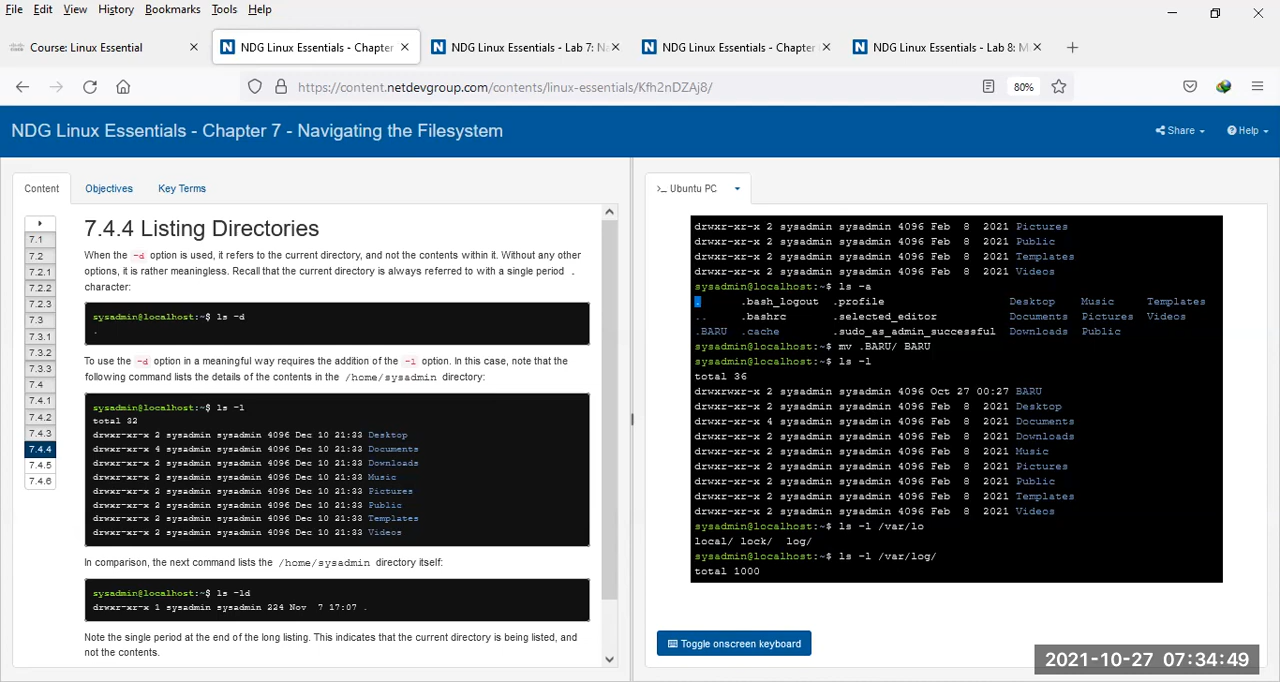 File Edit View History Bookmarks Tools Help
Course: Linux Essential
NDG Linux Essentials - Chapter
NDG Linux Essentials - Lab 7: N
NDG Linux Essentials - Chapter
NDG Linux Essentials - Lab 8: M
https://content.netdevgroup.com/contents/linux-essentials/Kfh2nDZAj8/
80%
NDG Linux Essentials - Chapter 7 - Navigating the Filesystem
Share
Help
Content Objectives Key Terms
7.1
7.2
7.2.1
7.2.2
7.2.3
7.3
7.3.1
7.3.2
7.3.3
7.4
7.4.1
7.4.2
7.4.3
7.4.4
7.4.5
7.4.6
7.4.4 Listing Directories
When the -d option is used, it refers to the current directory, and not the contents within it. Without any other
options, it is rather meaningless. Recall that the current directory is always referred to with a single period .
character:
sysadmin@localhost:~$ ls -d
.
To use the -d option in a meaningful way requires the addition of the -l option. In this case, note that the
following command lists the details of the contents in the /home/sysadmin directory:
sysadmin@localhost:~$ ls -l
total 32
drwxr-xr-x 2 sysadmin sysadmin 4096 Dec 10 21:33 Desktop
drwxr-xr-x 4 sysadmin sysadmin 4096 Dec 10 21:33 Documents
drwxr-xr-x 2 sysadmin sysadmin 4096 Dec 10 21:33 Downloads
drwxr-xr-x 2 sysadmin sysadmin 4096 Dec 10 21:33 Music
drwxr-xr-x 2 sysadmin sysadmin 4096 Dec 10 21:33 Pictures
drwxr-xr-x 2 sysadmin sysadmin 4096 Dec 10 21:33 Public
drwxr-xr-x 2 sysadmin sysadmin 4096 Dec 10 21:33 Templates
drwxr-xr-x 2 sysadmin sysadmin 4096 Dec 10 21:33 Videos
In comparison, the next command lists the /home/sysadmin directory itself:
sysadmin@localhost:~$ ls -ld
drwxr-xr-x 1 sysadmin sysadmin 224 Nov 7 17:07 .
Note the single period at the end of the long listing. This indicates that the current directory is being listed, and
not the contents.
>_ Ubuntu PC
drwxr-xr-x 2 sysadmin sysadmin 4096 Feb 8 2021 Pictures
drwxr-xr-x 2 sysadmin sysadmin 4096 Feb 8 2021 Public
drwxr-xr-x 2 sysadmin sysadmin 4096 Feb 8 2021 Templates
drwxr-xr-x 2 sysadmin sysadmin 4096 Feb 8 2021 Videos
sysadmin@localhost:~$ ls -a
. .bash_logout .profile Desktop Music Templates
.. .bashrc .selected_editor Documents Pictures Videos
.BARU .cache .sudo_as_admin_successful Downloads Public
sysadmin@localhost:~$ mv .BARU/ BARU
sysadmin@localhost:~$ ls -l
total 36
drwxrwxr-x 2 sysadmin sysadmin 4096 Oct 27 00:27 BARU
drwxr-xr-x 2 sysadmin sysadmin 4096 Feb 8 2021 Desktop
drwxr-xr-x 4 sysadmin sysadmin 4096 Feb 8 2021 Documents
drwxr-xr-x 2 sysadmin sysadmin 4096 Feb 8 2021 Downloads
drwxr-xr-x 2 sysadmin sysadmin 4096 Feb 8 2021 Music
drwxr-xr-x 2 sysadmin sysadmin 4096 Feb 8 2021 Pictures
drwxr-xr-x 2 sysadmin sysadmin 4096 Feb 8 2021 Public
drwxr-xr-x 2 sysadmin sysadmin 4096 Feb 8 2021 Templates
drwxr-xr-x 2 sysadmin sysadmin 4096 Feb 8 2021 Videos
sysadmin@localhost:~$ ls -l /var/lo
local/ lock/ log/
sysadmin@localhost:~$ ls -l /var/log/
total 1000
Toggle onscreen keyboard
2021-10-27 07:34:49